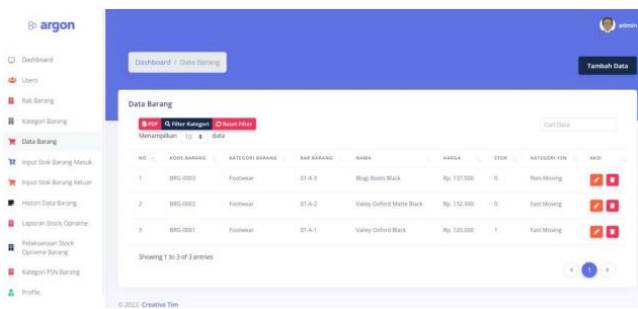 argon
admin
Dashboard
Users
Rak Barang
Kategori Barang
Data Barang
Input Stok Barang Masuk
Input Stok Barang Keluar
Histori Data Barang
Laporan Stock Opname
Pelaksanaan Stock
Opname Barang
Kategori FSN Barang
Profile
Dashboard / Data Barang
Tambah Data
Data Barang
PDF Filter Kategori Reset Filter
Menampilkan 10 data
Cari Data
NO KODE BARANG KATEGORI BARANG RAK BARANG NAMA HARGA STOK KATEGORI FSN AKSI
1 BRG-0003 Footwear 01-A-3 Blugi Boots Black Rp. 137.500 0 Non Moving
2 BRG-0002 Footwear 01-A-2 Valley Oxford Matte Black Rp. 132.500 0 Fast Moving
3 BRG-0001 Footwear 01-A-1 Valley Oxford Black Rp. 120.000 1 Fast Moving
Showing 1 to 3 of 3 entries
1
© 2023 Creative Tim